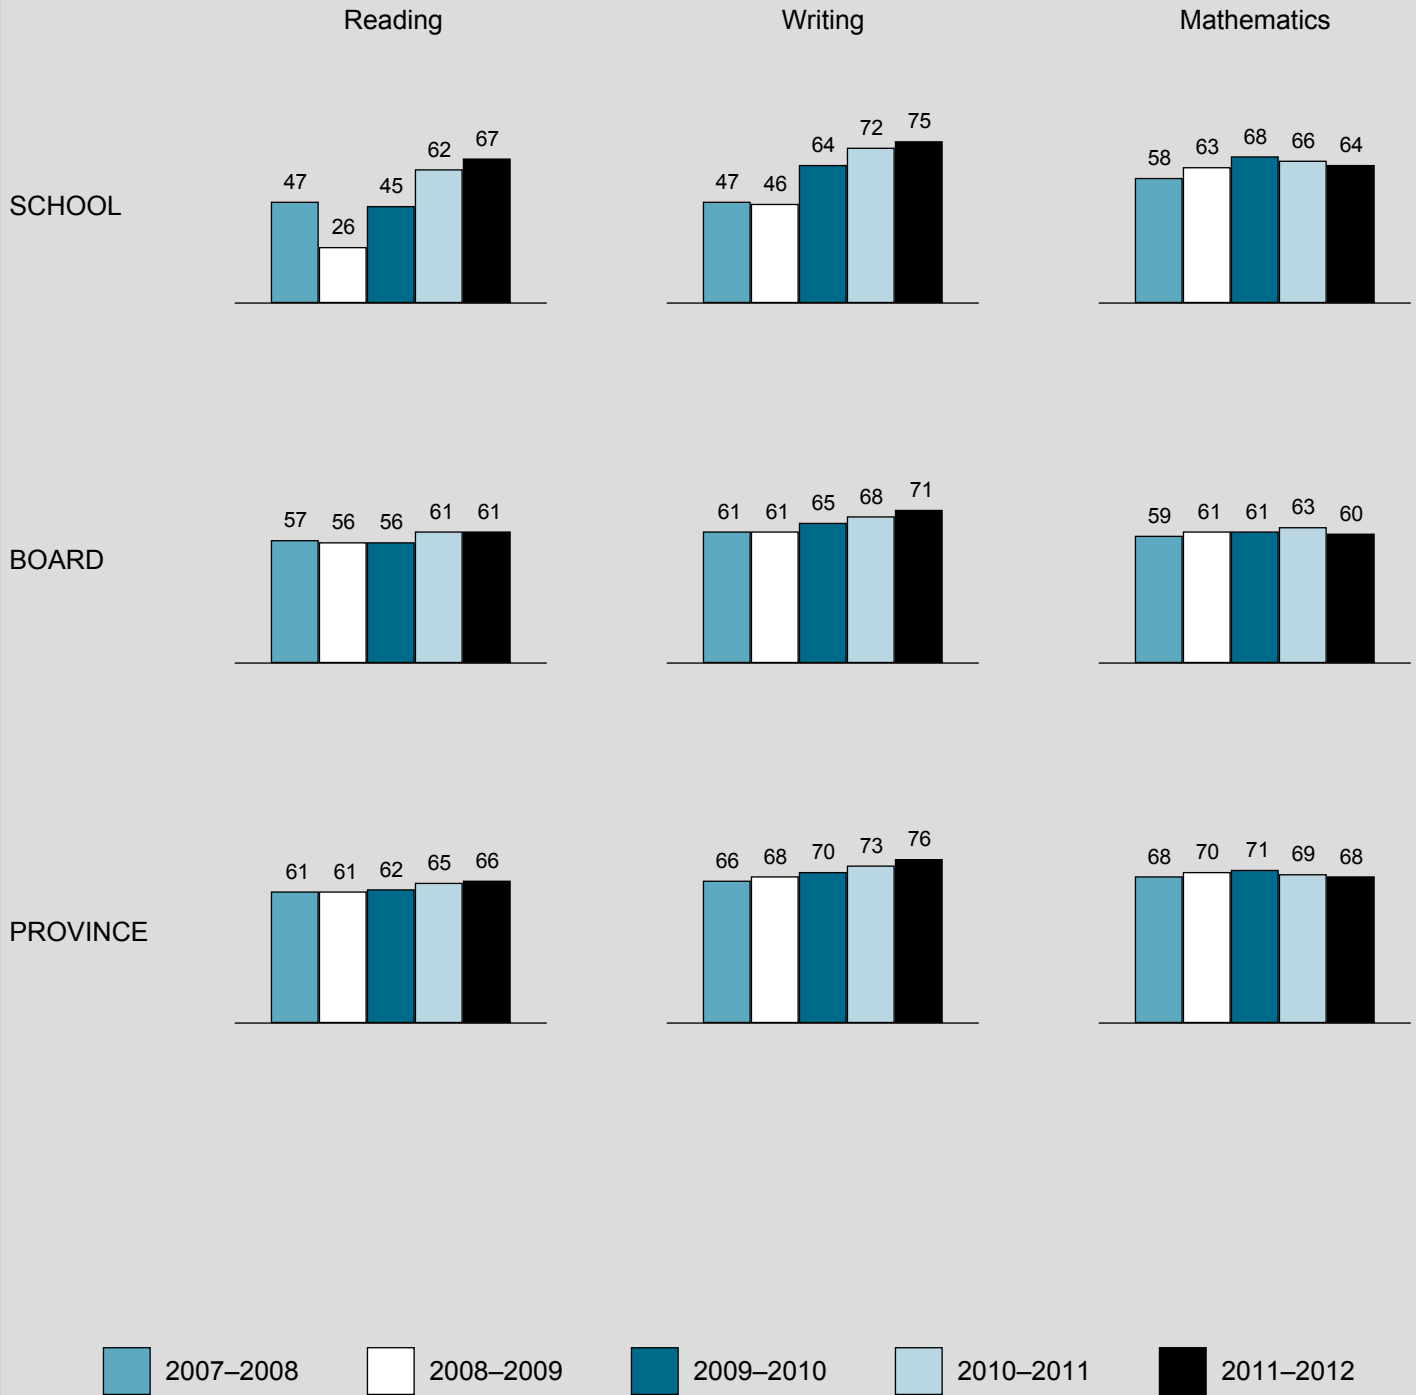 Reading Writing Mathematics
SCHOOL
47 26 45 62 67
47 46 64 72 75
58 63 68 66 64
BOARD
57 56 56 61 61
61 61 65 68 71
59 61 61 63 60
PROVINCE
61 61 62 65 66
66 68 70 73 76
68 70 71 69 68
2007–2008 2008–2009 2009–2010 2010–2011 2011–2012